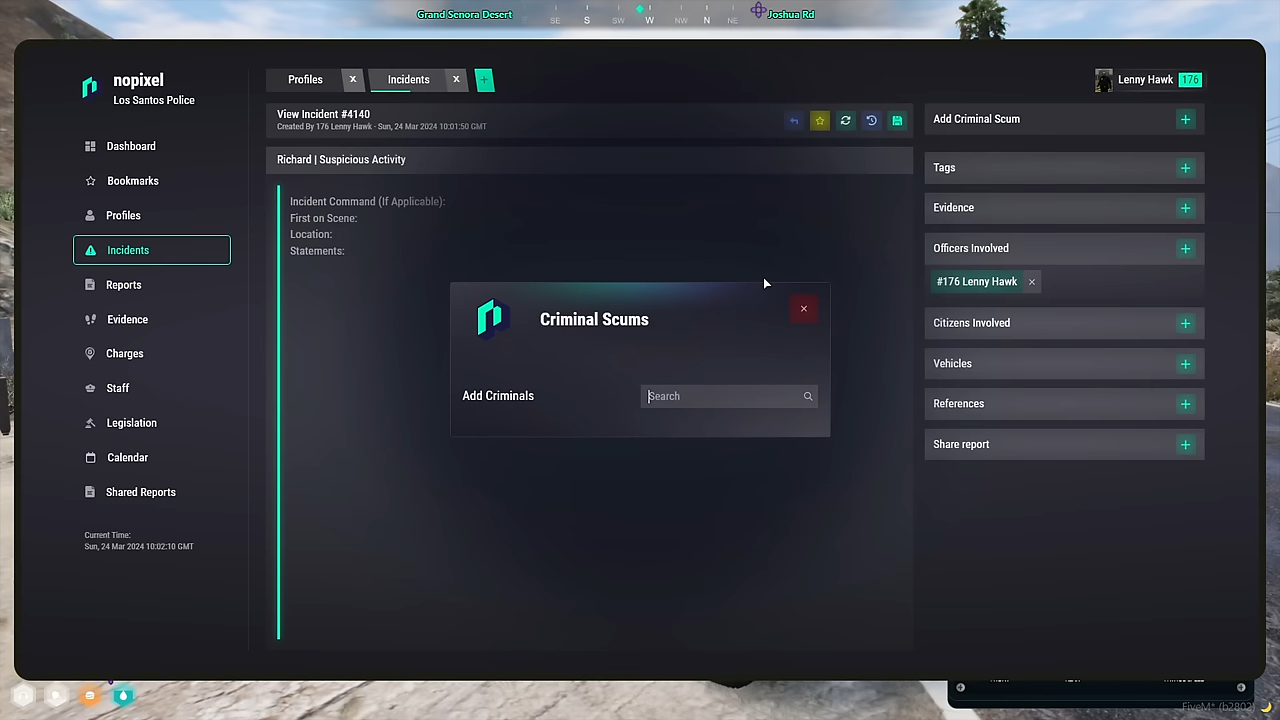 Grand Senora Desert
SE S SW W NW N NE
Joshua Rd
nopixel
Los Santos Police
Profiles x
Incidents x
+
Lenny Hawk 176
View Incident #4140
Created By 176 Lenny Hawk - Sun, 24 Mar 2024 10:01:50 GMT
Add Criminal Scum +
Dashboard
Bookmarks
Profiles
Incidents
Reports
Evidence
Charges
Staff
Legislation
Calendar
Shared Reports
Current Time:
Sun, 24 Mar 2024 10:02:10 GMT
Richard | Suspicious Activity
Incident Command (If Applicable):
First on Scene:
Location:
Statements:
Criminal Scums ×
Add Criminals
Search
Tags +
Evidence +
Officers Involved +
#176 Lenny Hawk ×
Citizens Involved +
Vehicles +
References +
Share report +
FiveM* (b2802)